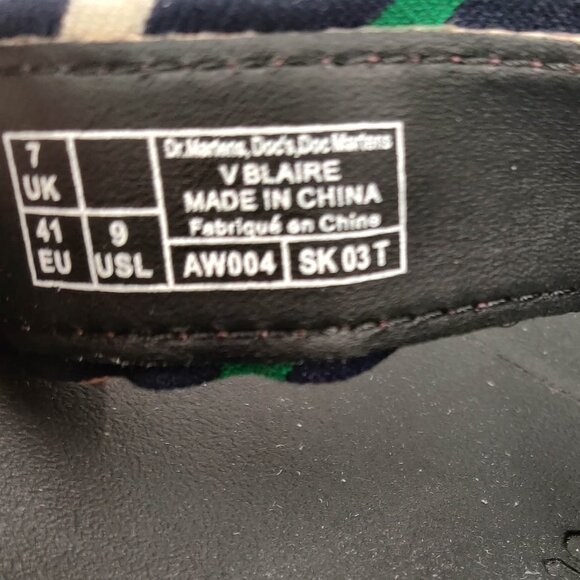 7
UK
41
EU
9
USL
Dr.Martens, Doc's, Doc Martens
V BLAIRE
MADE IN CHINA
Fabriqué en Chine
AW004
SK 03 T